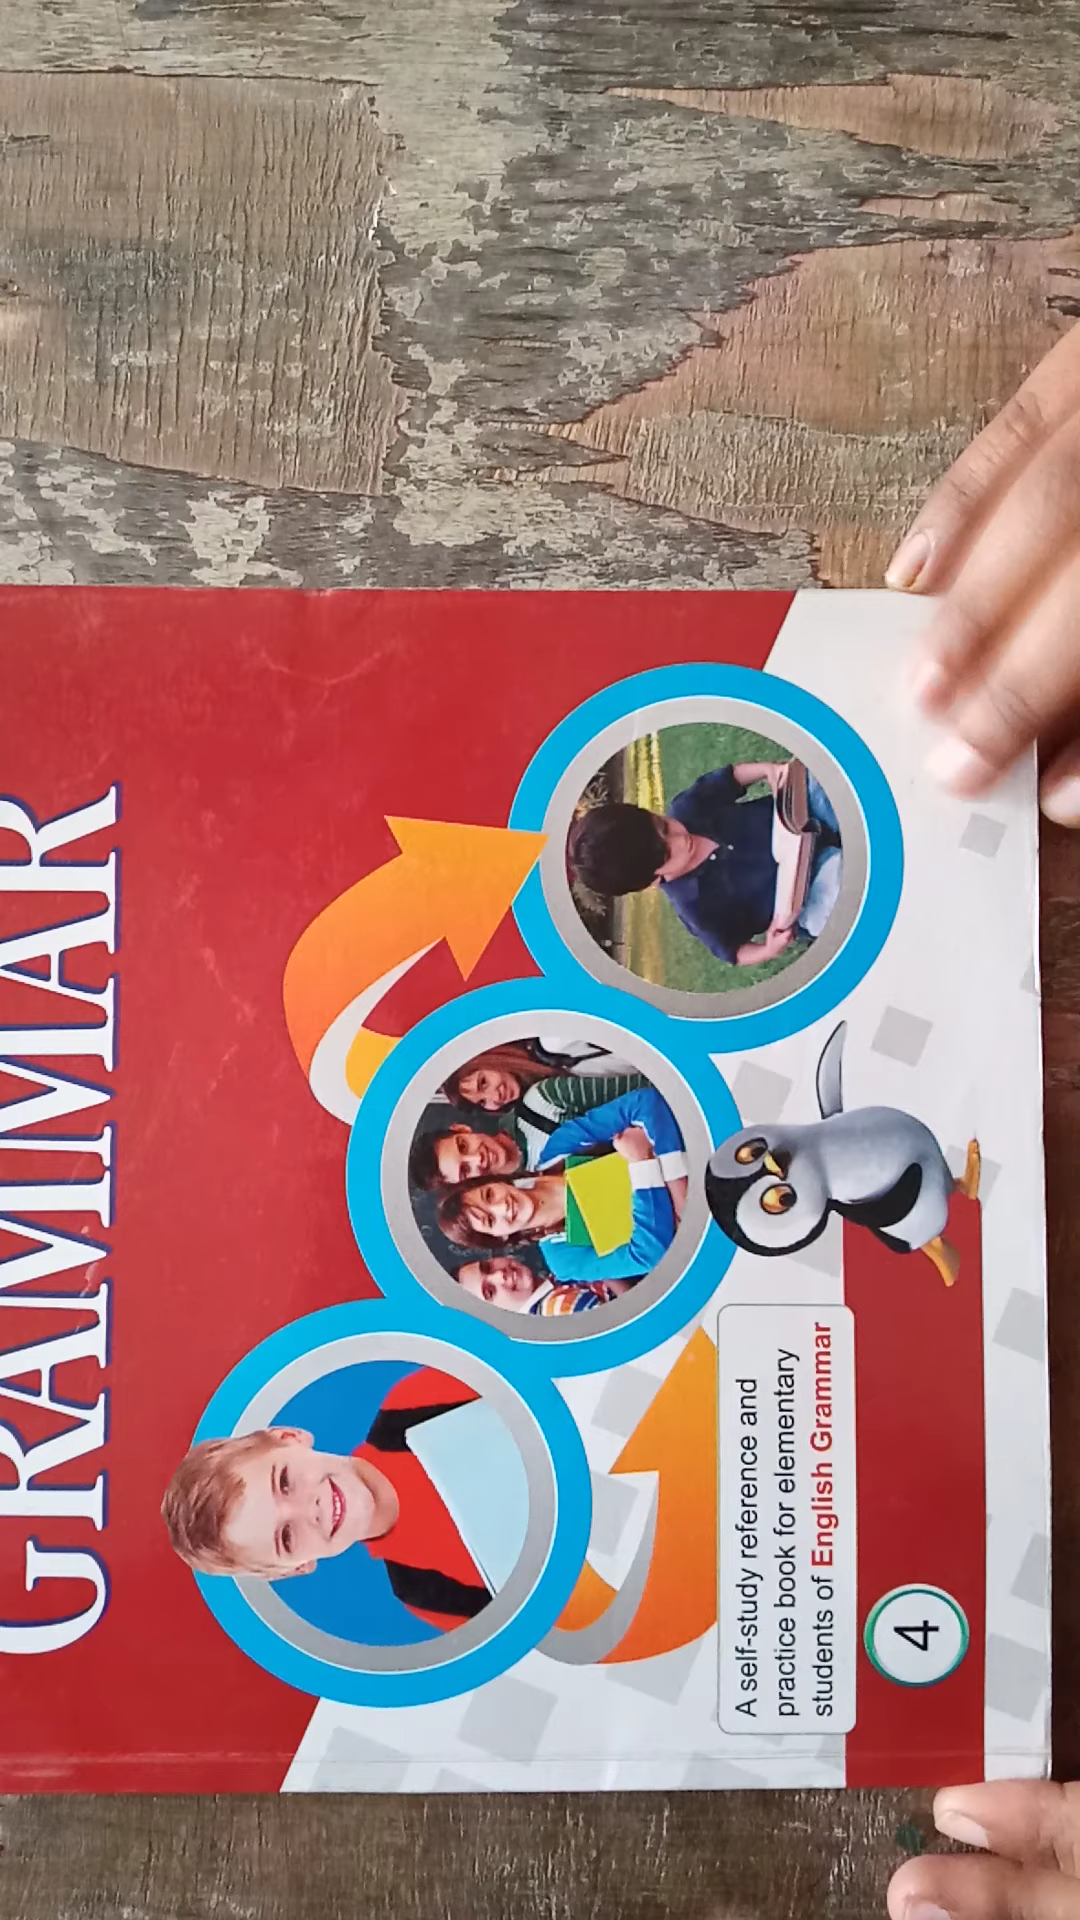 GRAMMAR
A self-study reference and
practice book for elementary
students of English Grammar
4